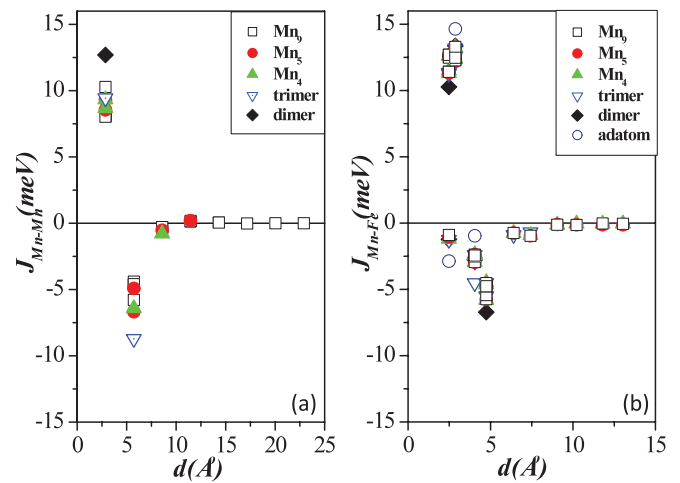 15
10
5
0
-5
-10
-15
J Mn-Mn (meV)
Mn9
Mn5
Mn4
trimer
dimer
(a)
0 5 10 15 20 25
d(Å)
15
10
5
0
-5
-10
-15
J Mn-Fe (meV)
Mn9
Mn5
Mn4
trimer
dimer
adatom
(b)
0 5 10 15
d(Å)